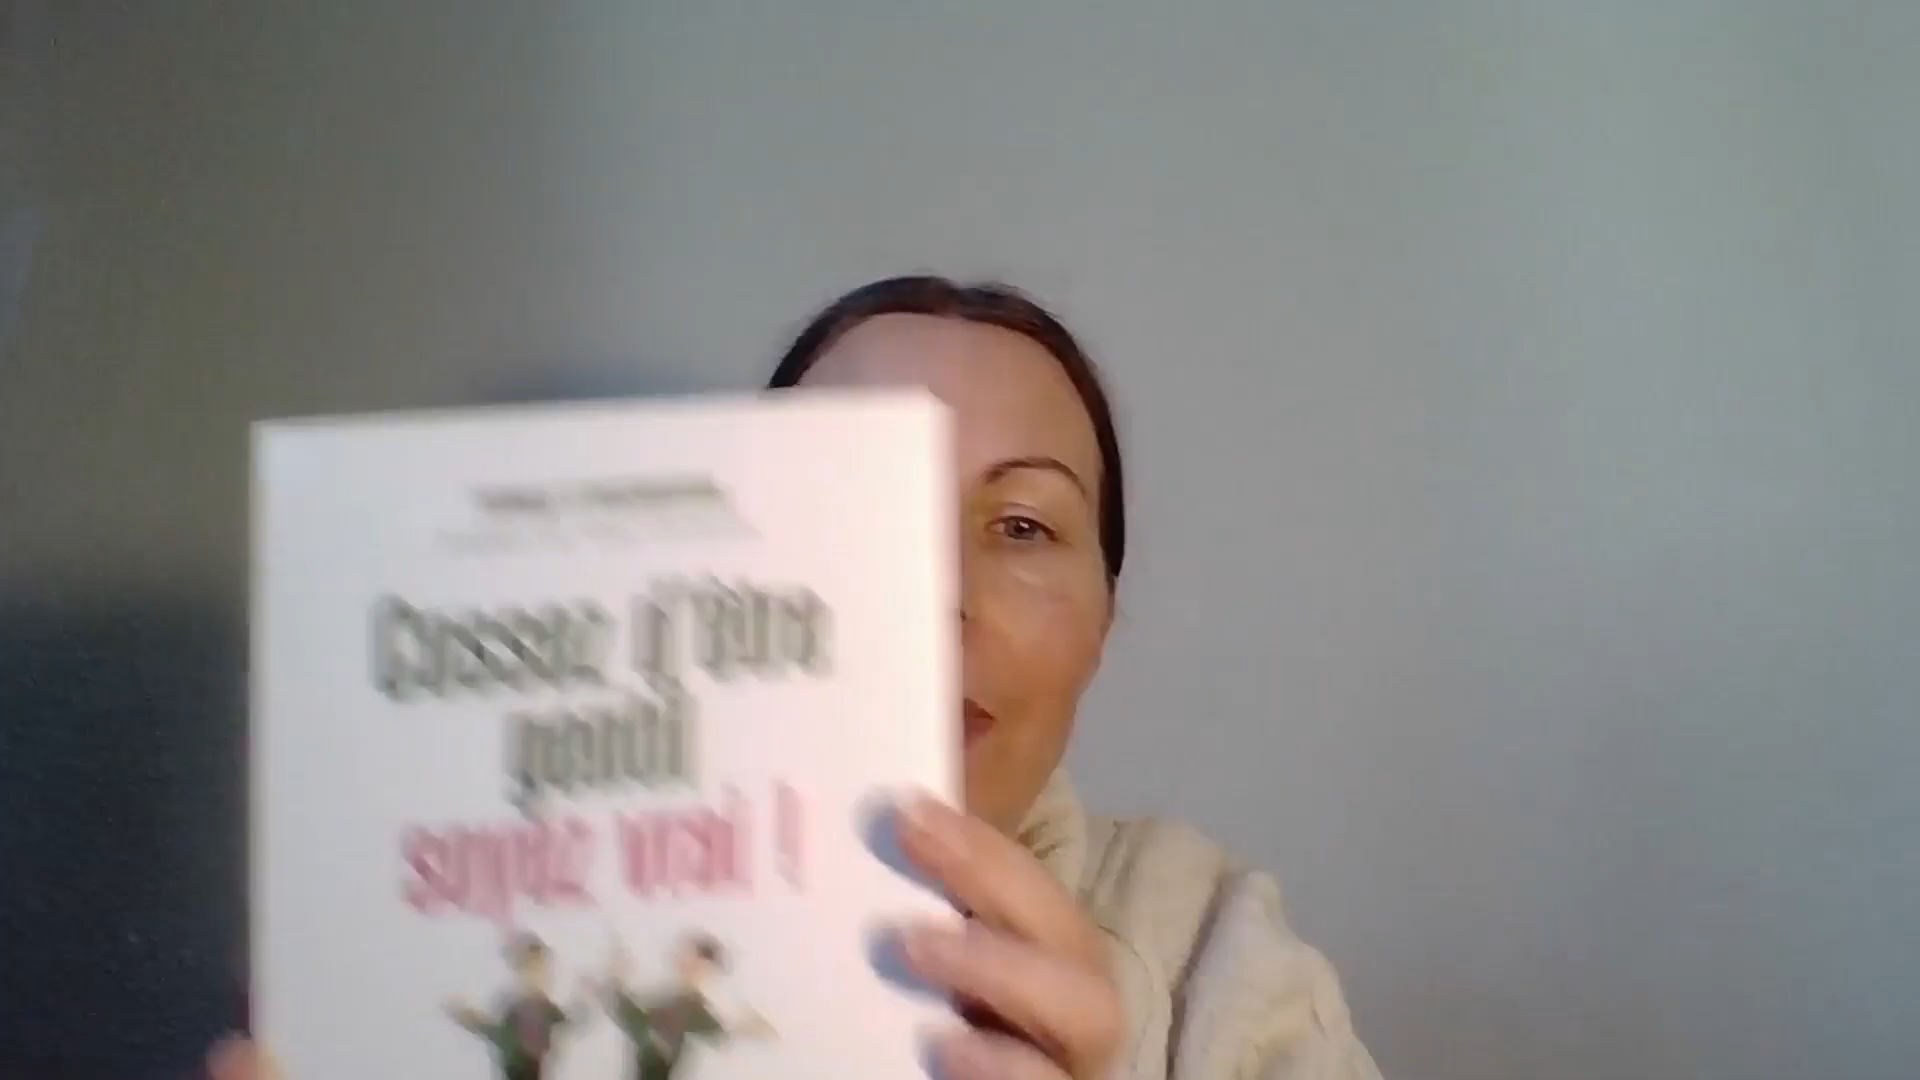 Cessez d'être
gentil
soyez vrai !